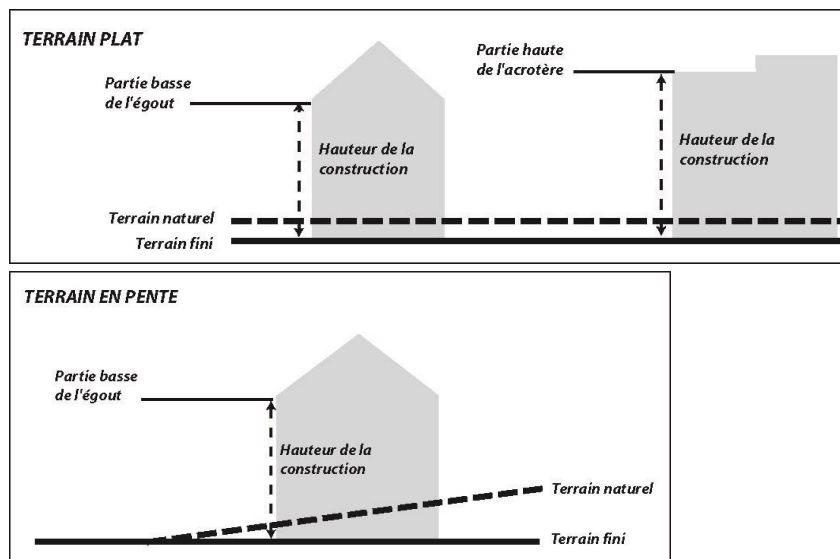 TERRAIN PLAT
Partie basse
de l'égout
Hauteur de la
construction
Partie haute
de l'acrotère
Hauteur de la
construction
Terrain naturel
Terrain fini
TERRAIN EN PENTE
Partie basse
de l'égout
Hauteur de la
construction
Terrain naturel
Terrain fini